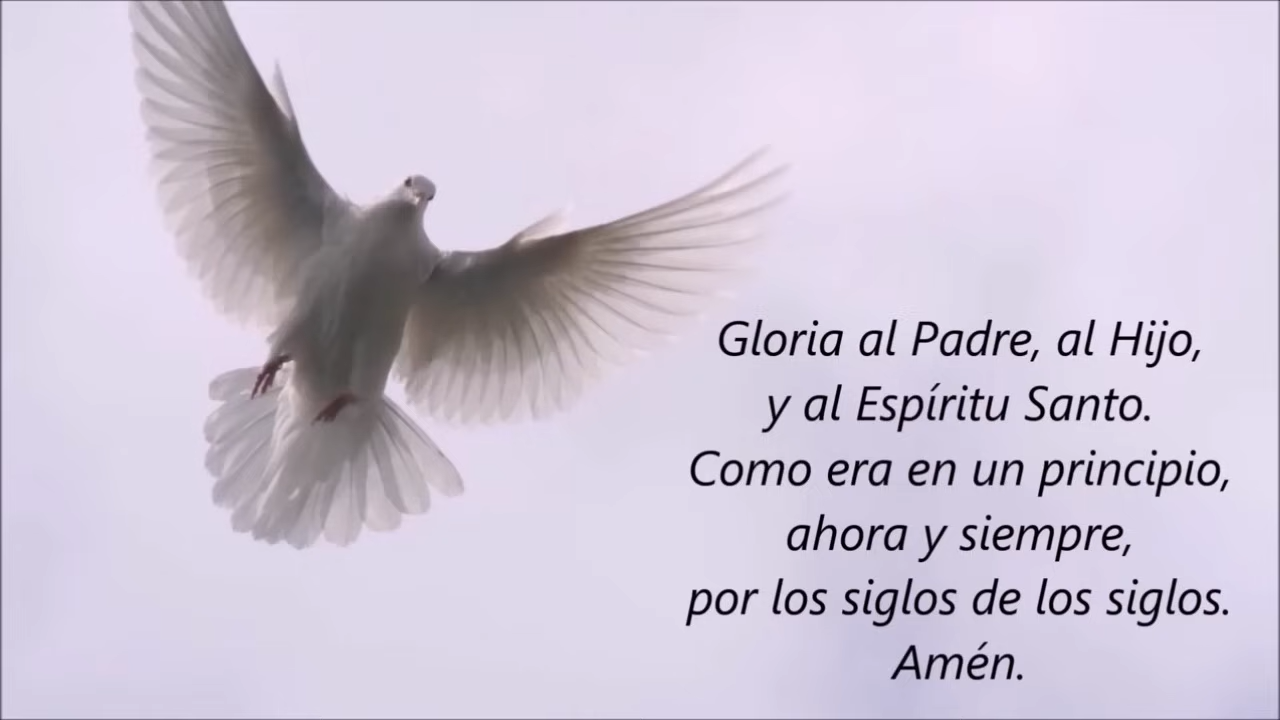 Gloria al Padre, al Hijo,
y al Espíritu Santo.
Como era en un principio,
ahora y siempre,
por los siglos de los siglos.
Amén.